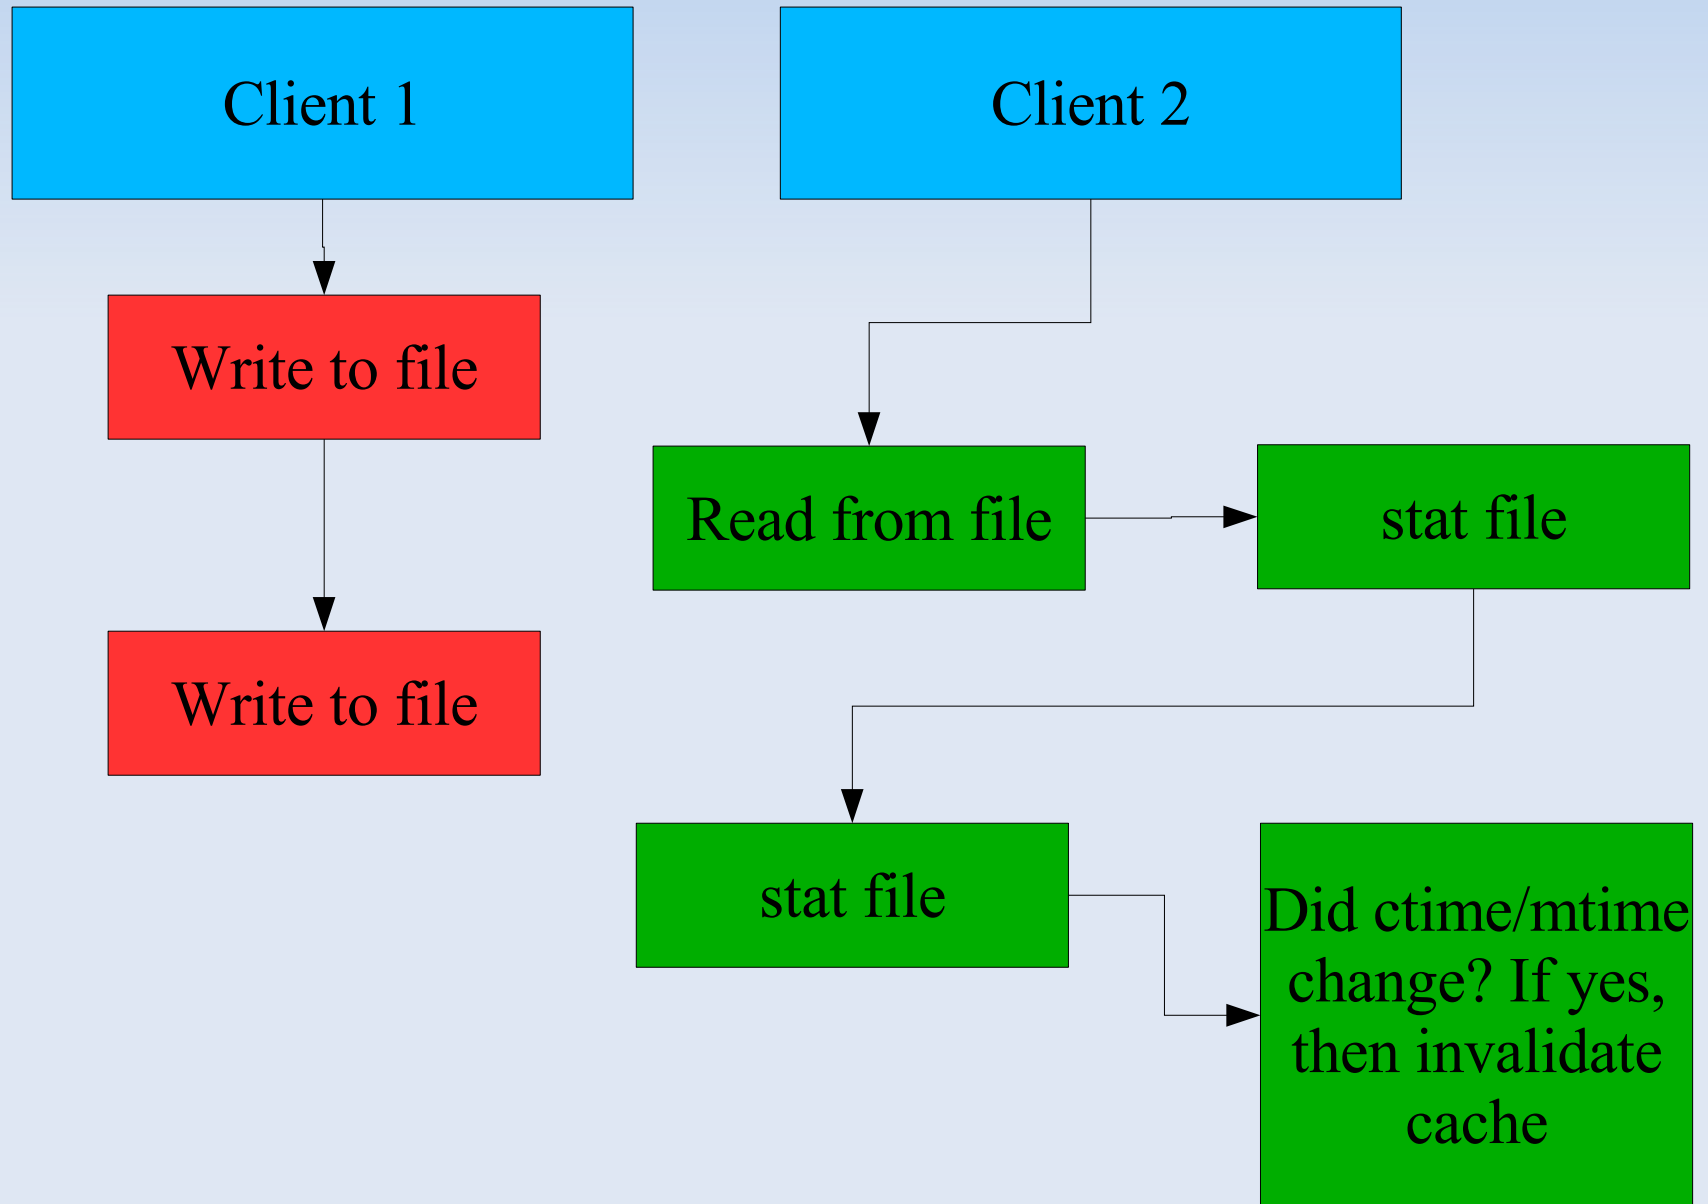 Client 1
Client 2
Write to file
Read from file
stat file
Write to file
stat file
Did ctime/mtime
change? If yes,
then invalidate
cache